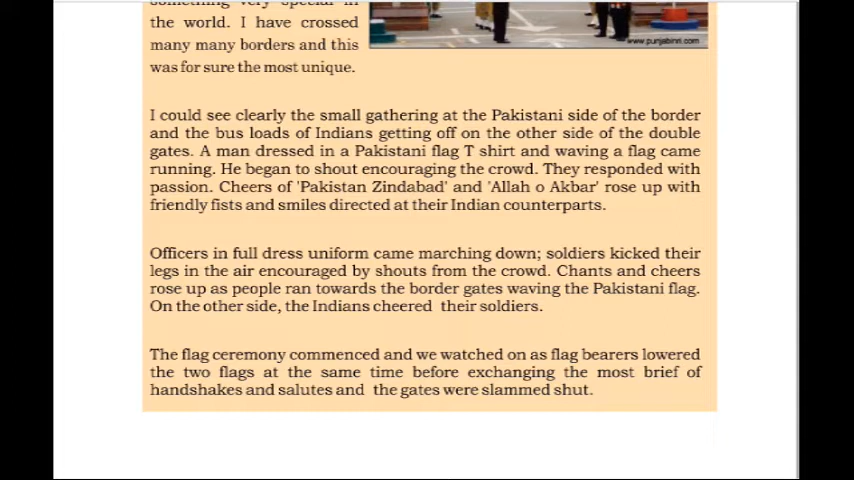 something very special in
the world. I have crossed
many many borders and this
was for sure the most unique.
www.punjabinri.com
I could see clearly the small gathering at the Pakistani side of the border
and the bus loads of Indians getting off on the other side of the double
gates. A man dressed in a Pakistani flag T shirt and waving a flag came
running. He began to shout encouraging the crowd. They responded with
passion. Cheers of 'Pakistan Zindabad' and 'Allah o Akbar' rose up with
friendly fists and smiles directed at their Indian counterparts.
Officers in full dress uniform came marching down; soldiers kicked their
legs in the air encouraged by shouts from the crowd. Chants and cheers
rose up as people ran towards the border gates waving the Pakistani flag.
On the other side, the Indians cheered their soldiers.
The flag ceremony commenced and we watched on as flag bearers lowered
the two flags at the same time before exchanging the most brief of
handshakes and salutes and the gates were slammed shut.